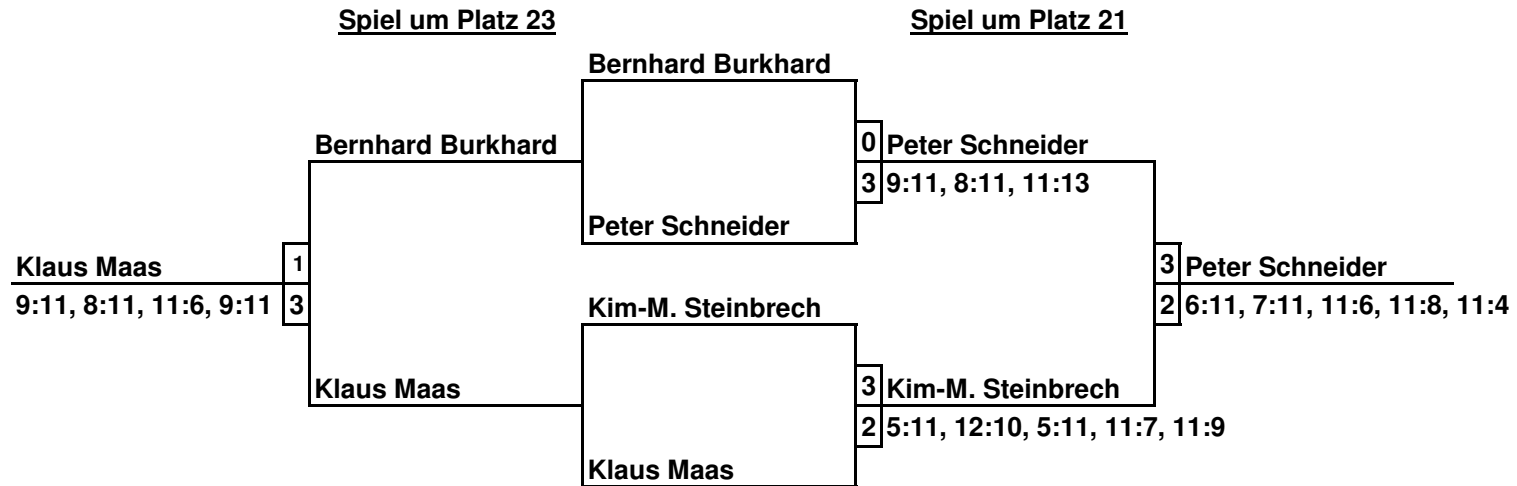 Spiel um Platz 23 Spiel um Platz 21
Bernhard Burkhard
Bernhard Burkhard 0 Peter Schneider
3 9:11, 8:11, 11:13
Peter Schneider
Klaus Maas 1 3 Peter Schneider
9:11, 8:11, 11:6, 9:11 3 2 6:11, 7:11, 11:6, 11:8, 11:4
Kim-M. Steinbrech
Klaus Maas 3 Kim-M. Steinbrech
2 5:11, 12:10, 5:11, 11:7, 11:9
Klaus Maas